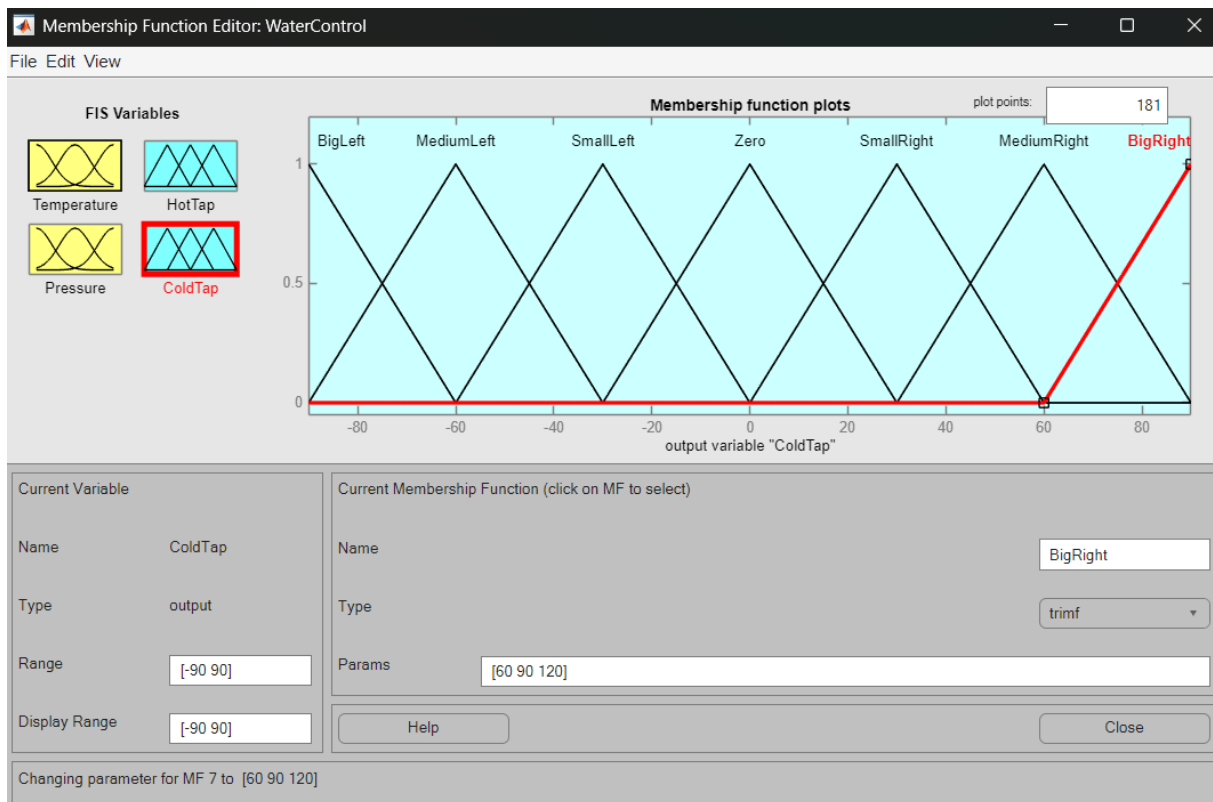 Membership Function Editor: WaterControl
File Edit View
FIS Variables
Temperature
HotTap
Pressure
ColdTap
Membership function plots
plot points:
181
BigLeft
MediumLeft
SmallLeft
Zero
SmallRight
MediumRight
BigRight
1
0.5
0
-80
-60
-40
-20
0
20
40
60
80
output variable "ColdTap"
Current Variable
Name
ColdTap
Type
output
Range
[-90 90]
Display Range
[-90 90]
Current Membership Function (click on MF to select)
Name
BigRight
Type
trimf
Params
[60 90 120]
Help
Close
Changing parameter for MF 7 to [60 90 120]